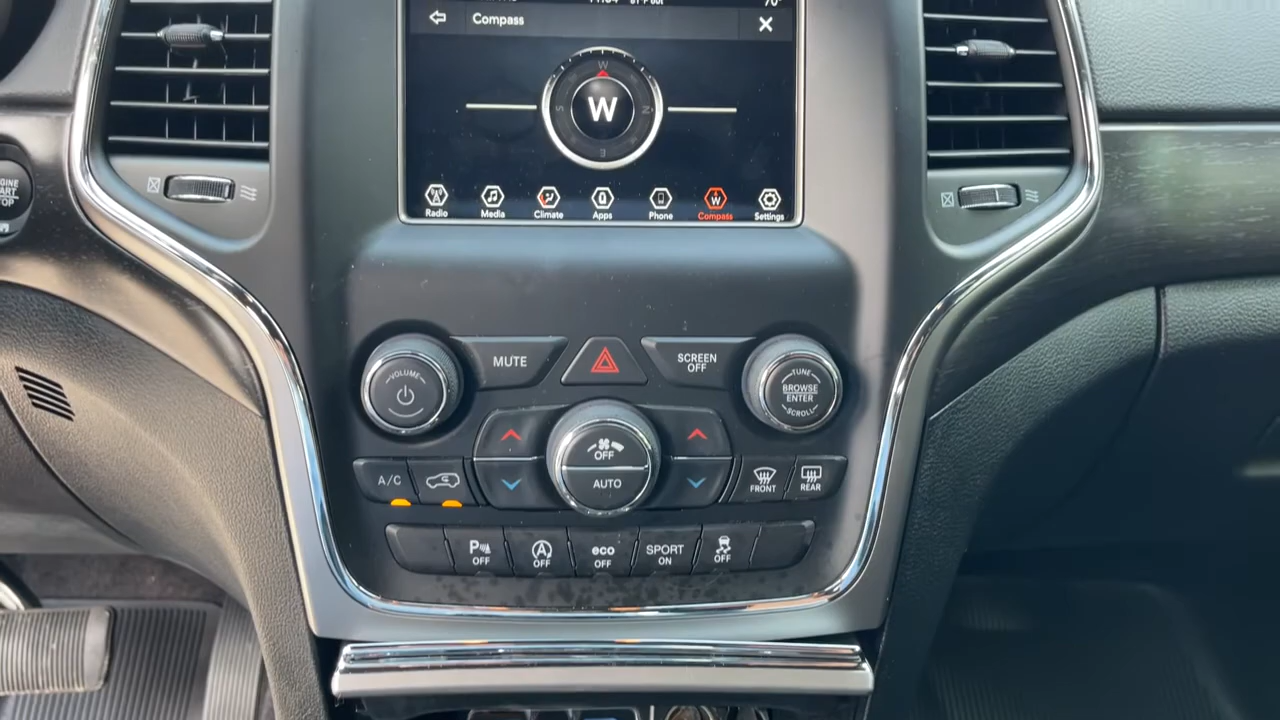 Compass
W
W
S
N
E
Radio
Media
Climate
Apps
Phone
W
Compass
Settings
START
MUTE
SCREEN
OFF
VOLUME
TUNE
BROWSE
ENTER
SCROLL
OFF
AUTO
A/C
FRONT
REAR
P
OFF
A
OFF
eco
OFF
SPORT
ON
OFF